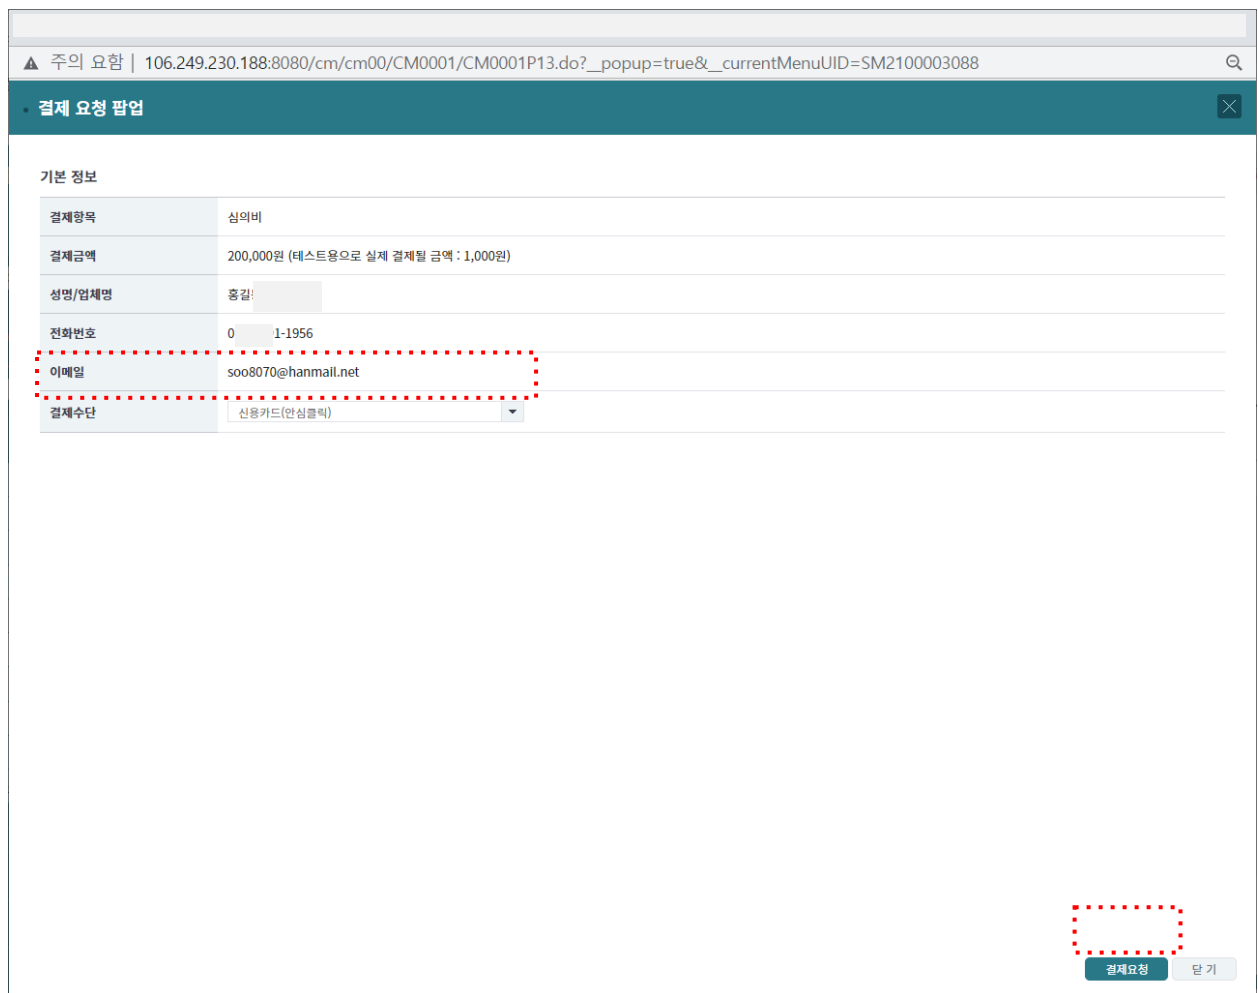 주의 요함 | 106.249.230.188:8080/cm/cm00/CM0001/CM0001P13.do?__popup=true&__currentMenuUID=SM2100003088
결제 요청 팝업
기본 정보
결제항목 심의비
결제금액 200,000원 (테스트용으로 실제 결제될 금액 : 1,000원)
성명/업체명 홍길
전화번호 0 1-1956
이메일 soo8070@hanmail.net
결제수단 신용카드(안심클릭)
결제요청 닫 기